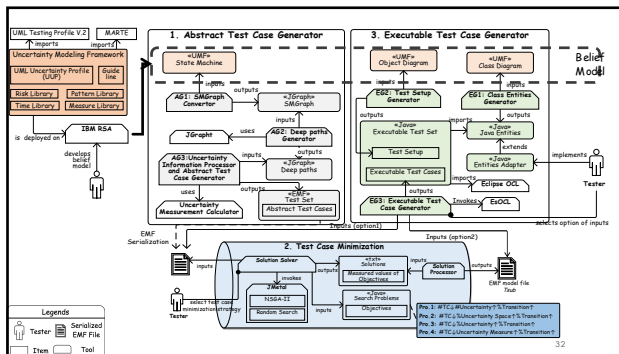 UML Testing Profile V.2
MARTE
imports
imports
Uncertainty Modeling Framework
UML Uncertainty Profile
(UUP)
Guide
line
Risk Library
Pattern Library
Time Library
Measure Library
is deployed on
IBM RSA
develops
belief
model
Tester
1. Abstract Test Case Generator
«UMF»
State Machine
inputs
outputs
AG1: SMGraph
Convertor
«JGraph»
SMGraph
inputs
JGrapht
uses
AG2: Deep paths
Generator
outputs
AG3:Uncertainty
Information Processor
and Abstract Test
Case Generator
inputs
«JGraph»
Deep paths
uses
outputs
«EMF»
Test Set
Abstract Test Cases
Uncertainty
Measurement Calculator
3. Executable Test Case Generator
«UMF»
Object Diagram
«UMF»
Class Diagram
Belief
Model
inputs
inputs
EG2: Test Setup
Generator
EG1: Class Entities
Generator
outputs
outputs
«Java»
Executable Test Set
imports
«Java»
Java Entities
Test Setup
extends
«Java»
Entities Adapter
implements
Executable Test Cases
imports
Eclipse OCL
outputs
EG3: Executable Test
Case Generator
Invokes
EsOCL
Tester
selects option of inputs
EMF
Serialization
Inputs (option1)
Inputs (option2)
2. Test Case Minimization
inputs
Solution Solver
outputs
«txt»
Solutions
Measured values of
Objectives
inputs
Solution
Processor
outputs
EMF model file
invokes
JMetal
NSGA-II
Random Search
inputs
«Java»
Search Problems
Objectives
select test case
minimization strategy
Tester
Pro.1: #TC↓#Uncertainty↑%Transition↑
Pro.2: #TC↓%Uncertainty Space↑%Transition↑
Pro.3: #TC↓%Uncertainty↑%Transition↑
Pro.4: #TC↓%Uncertainty Measure↑%Transition↑
Legends
Tester
Serialized
EMF File
Item
Tool
32